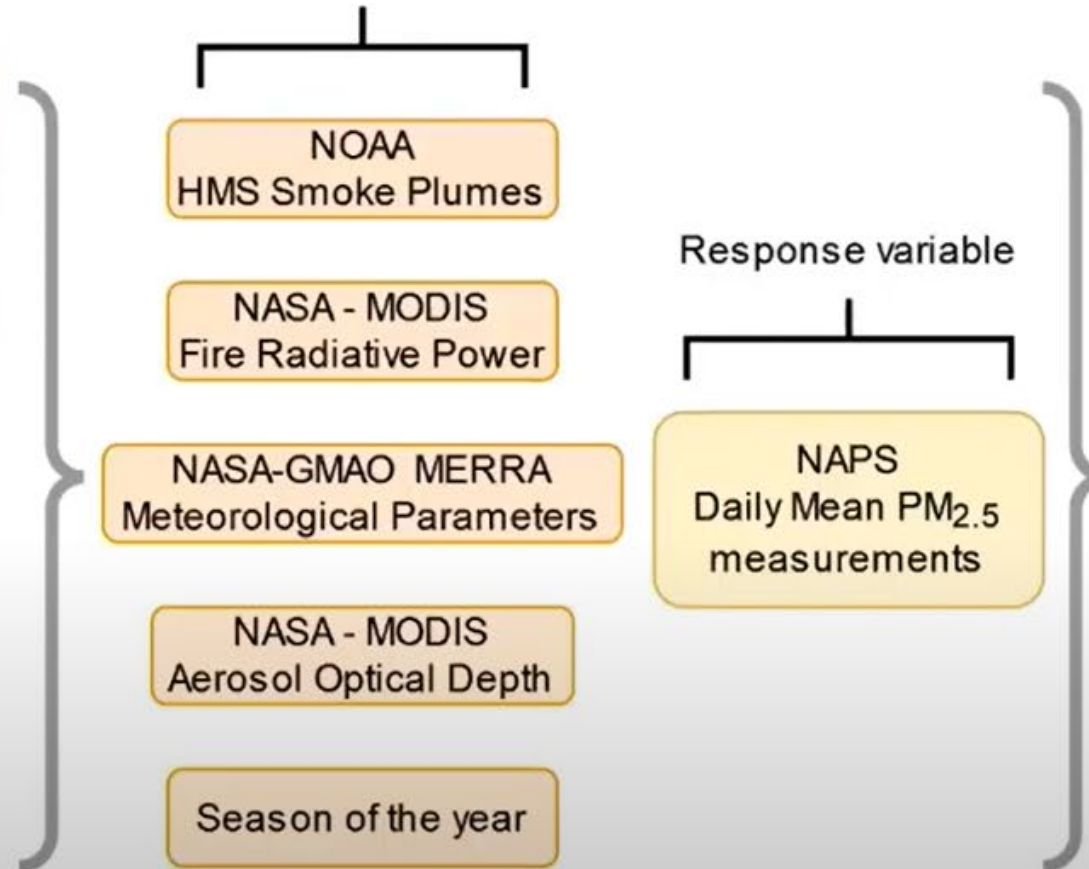 NOAA
HMS Smoke Plumes
NASA - MODIS
Fire Radiative Power
NASA-GMAO MERRA
Meteorological Parameters
NASA - MODIS
Aerosol Optical Depth
Season of the year
Response variable
NAPS
Daily Mean PM₂.₅
measurements